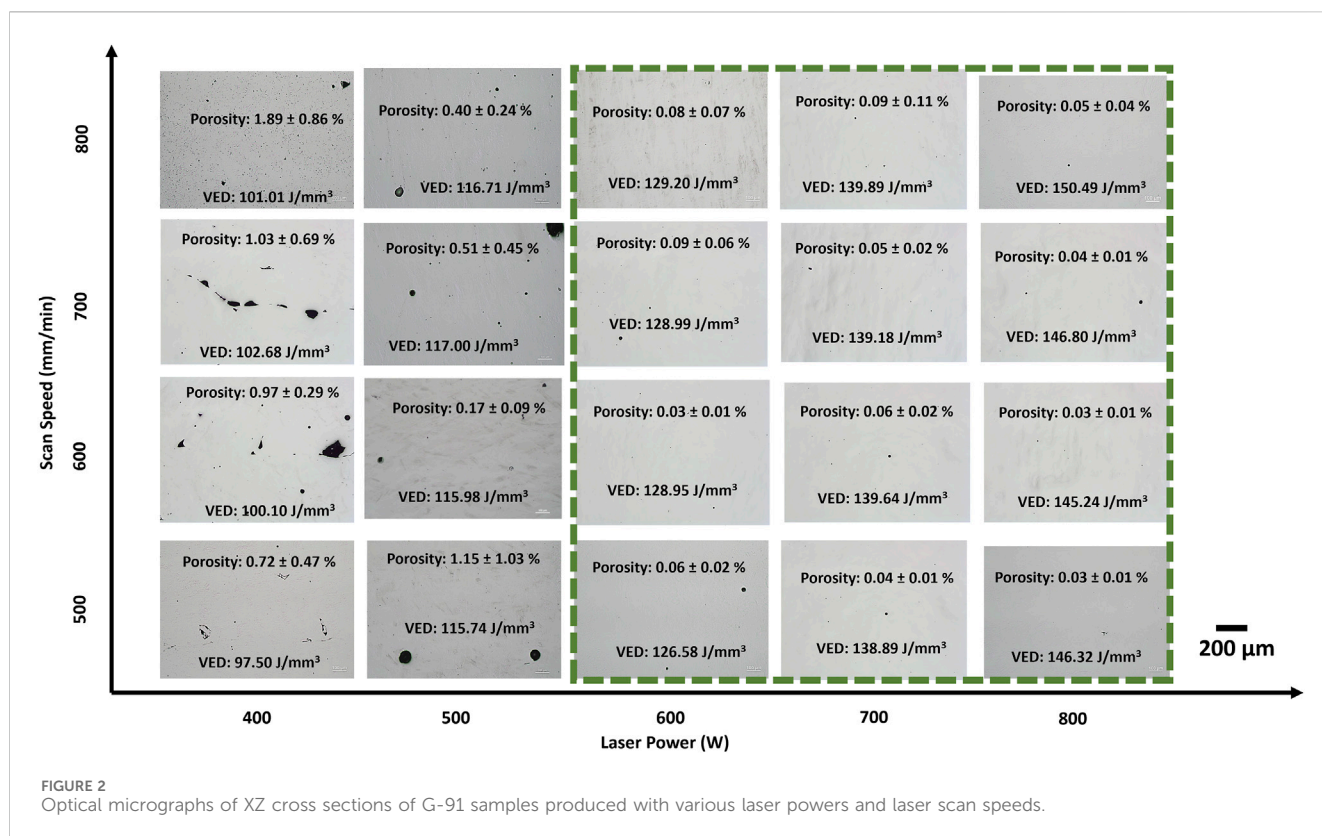 Scan Speed (mm/min)
800
Porosity: 1.89 ± 0.86 %
VED: 101.01 J/mm³
Porosity: 0.40 ± 0.24 %
VED: 116.71 J/mm³
Porosity: 0.08 ± 0.07 %
VED: 129.20 J/mm³
Porosity: 0.09 ± 0.11 %
VED: 139.89 J/mm³
Porosity: 0.05 ± 0.04 %
VED: 150.49 J/mm³
700
Porosity: 1.03 ± 0.69 %
VED: 102.68 J/mm³
Porosity: 0.51 ± 0.45 %
VED: 117.00 J/mm³
Porosity: 0.09 ± 0.06 %
VED: 128.99 J/mm³
Porosity: 0.05 ± 0.02 %
VED: 139.18 J/mm³
Porosity: 0.04 ± 0.01 %
VED: 146.80 J/mm³
600
Porosity: 0.97 ± 0.29 %
VED: 100.10 J/mm³
Porosity: 0.17 ± 0.09 %
VED: 115.98 J/mm³
Porosity: 0.03 ± 0.01 %
VED: 128.95 J/mm³
Porosity: 0.06 ± 0.02 %
VED: 139.64 J/mm³
Porosity: 0.03 ± 0.01 %
VED: 145.24 J/mm³
500
Porosity: 0.72 ± 0.47 %
VED: 97.50 J/mm³
Porosity: 1.15 ± 1.03 %
VED: 115.74 J/mm³
Porosity: 0.06 ± 0.02 %
VED: 126.58 J/mm³
Porosity: 0.04 ± 0.01 %
VED: 138.89 J/mm³
Porosity: 0.03 ± 0.01 %
VED: 146.32 J/mm³
200 µm
400 500 600 700 800
Laser Power (W)
FIGURE 2
Optical micrographs of XZ cross sections of G-91 samples produced with various laser powers and laser scan speeds.